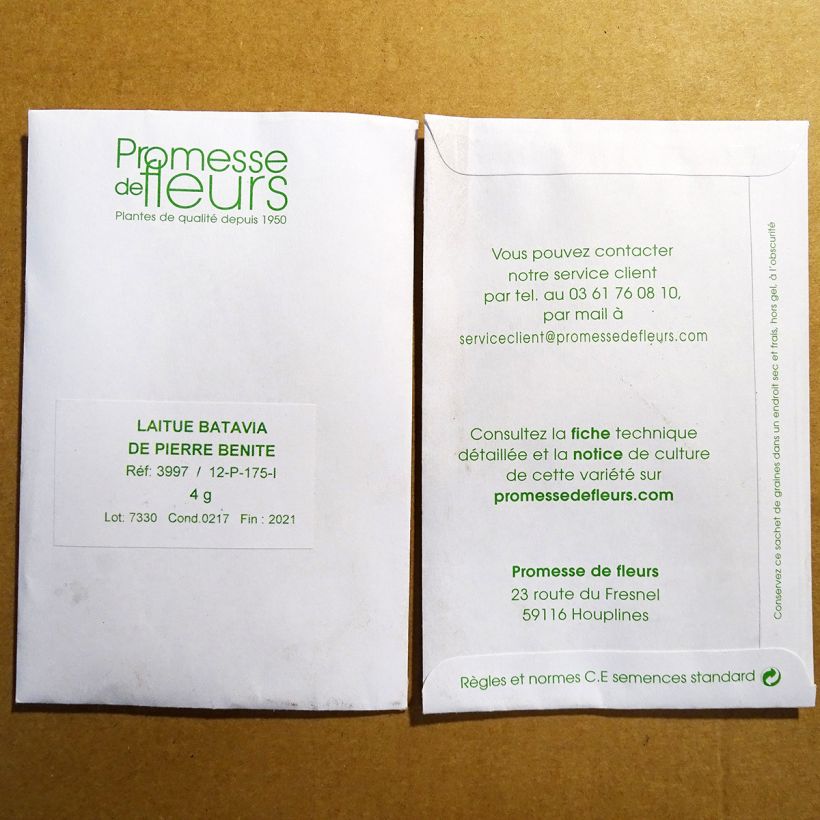 Promesse
de fleurs
Plantes de qualité depuis 1950
LAITUE BATAVIA
DE PIERRE BENITE
Réf: 3997 / 12-P-175-I
4 g
Lot: 7330 Cond.0217 Fin : 2021
Vous pouvez contacter
notre service client
par tel. au 03 61 76 08 10,
par mail à
serviceclient@promessedefleurs.com
Consultez la fiche technique
détaillée et la notice de culture
de cette variété sur
promessedefleurs.com
Promesse de fleurs
23 route du Fresnel
59116 Houplines
Règles et normes C.E semences standard
Conservez ce sachet de graines dans un endroit sec et frais, hors gel, à l'obscurité